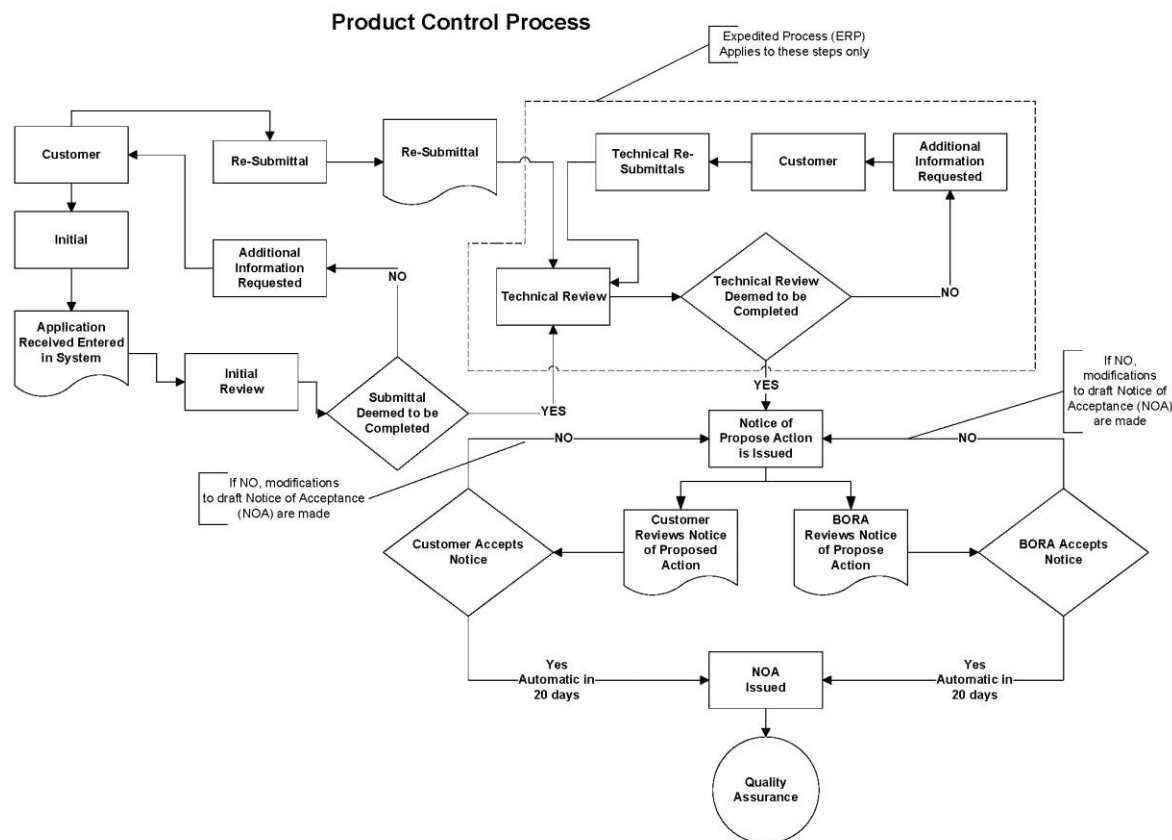 Product Control Process
Expedited Process (ERP)
Applies to these steps only
Customer
Re-Submittal
Re-Submittal
Technical Re-
Submittals
Customer
Additional
Information
Requested
Initial
Additional
Information
Requested
NO
Technical Review
Technical Review
Deemed to be
Completed
NO
Application
Received Entered
in System
Initial
Review
Submittal
Deemed to be
Completed
YES
YES
If NO,
modifications
to draft Notice of
Acceptance (NOA)
are made
NO
Notice of
Propose Action
is Issued
NO
If NO, modifications
to draft Notice of Acceptance
(NOA) are made
Customer Accepts
Notice
Customer
Reviews Notice
of Proposed
Action
BORA
Reviews Notice
of Propose
Action
BORA Accepts
Notice
Yes
Automatic in
20 days
NOA
Issued
Yes
Automatic in
20 days
Quality
Assurance